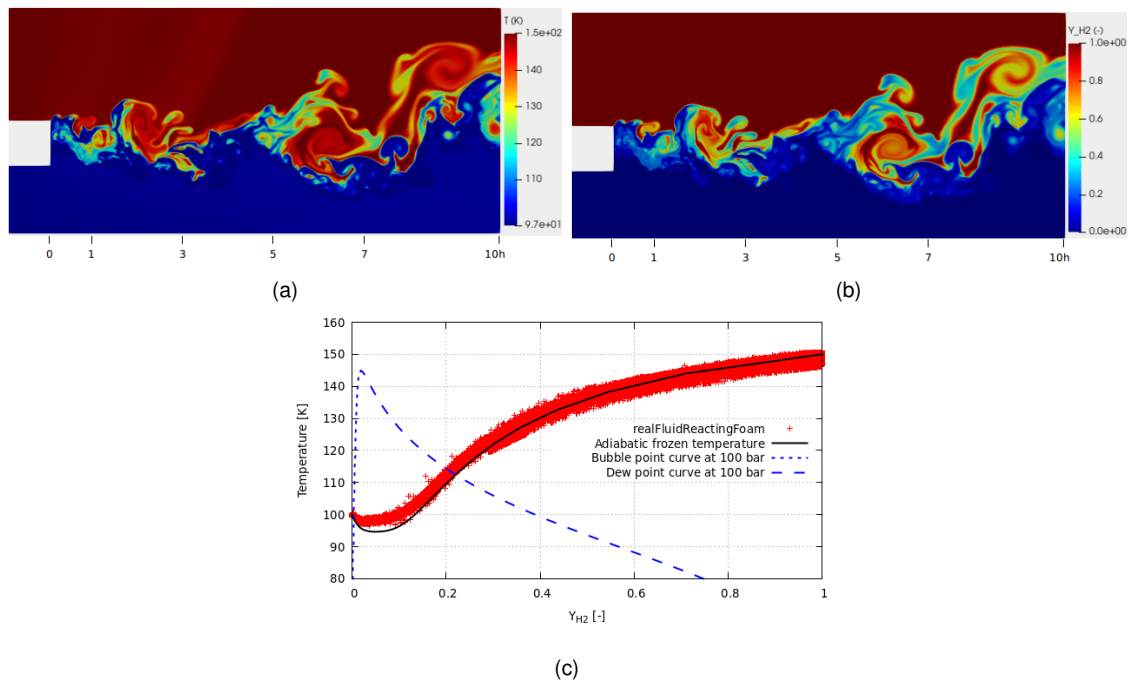 T (K)
1.5e+02
140
130
120
110
9.7e+01
0 1 3 5 7 10h
(a)
Y_H2 (-)
1.0e+00
0.8
0.6
0.4
0.2
0.0e+00
0 1 3 5 7 10h
(b)
160
150
140
130
120
110
100
90
80
Temperature [K]
realFluidReactingFoam
Adiabatic frozen temperature
Bubble point curve at 100 bar
Dew point curve at 100 bar
0 0.2 0.4 0.6 0.8 1
Y_H2 [-]
(c)